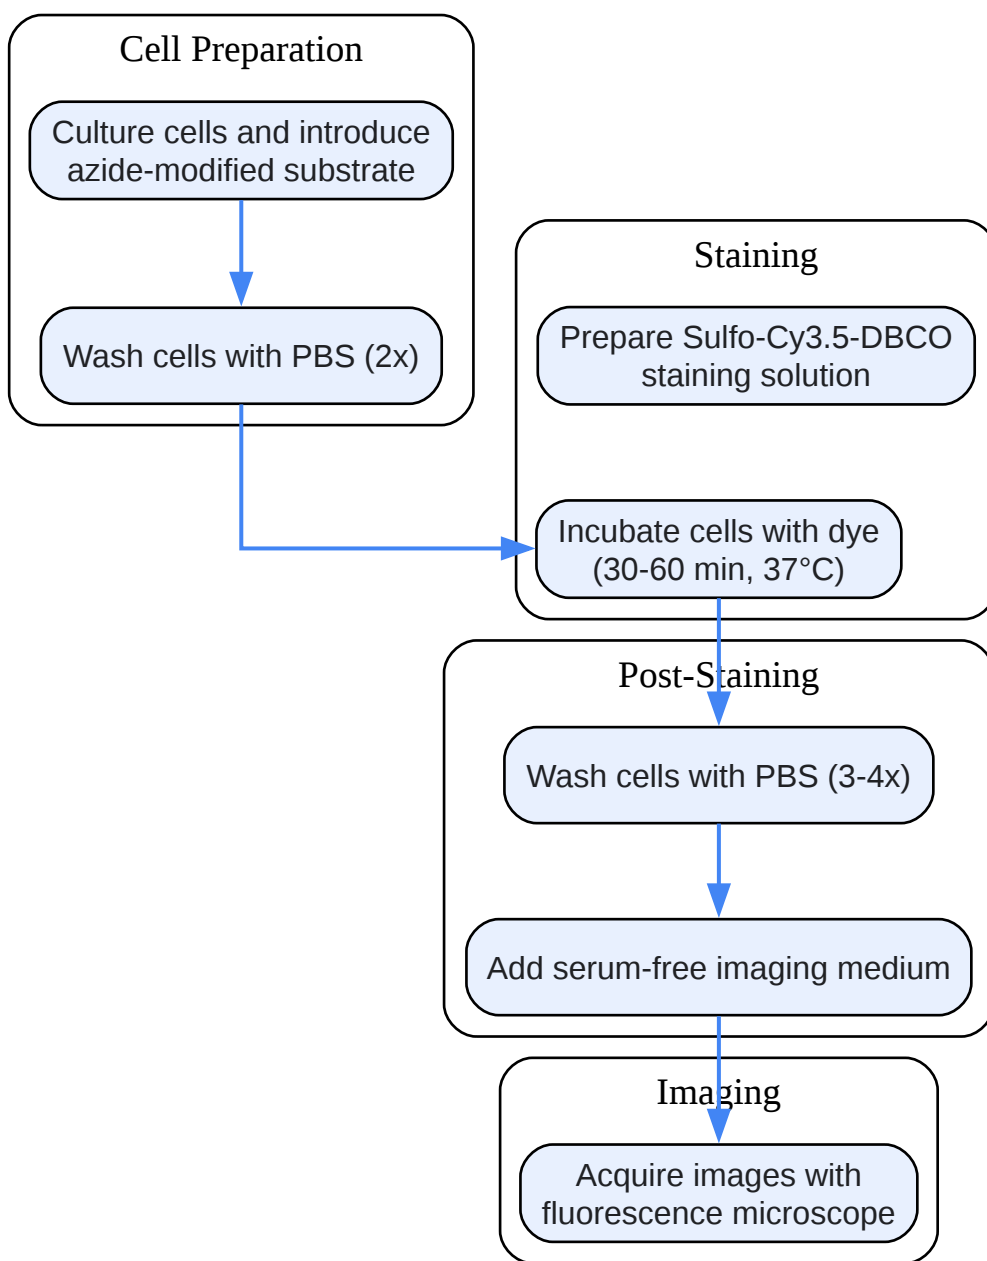 Cell Preparation
Culture cells and introduce
azide-modified substrate
Wash cells with PBS (2x)
Staining
Prepare Sulfo-Cy3.5-DBCO
staining solution
Incubate cells with dye
(30-60 min, 37°C)
Post-Staining
Wash cells with PBS (3-4x)
Add serum-free imaging medium
Imaging
Acquire images with
fluorescence microscope